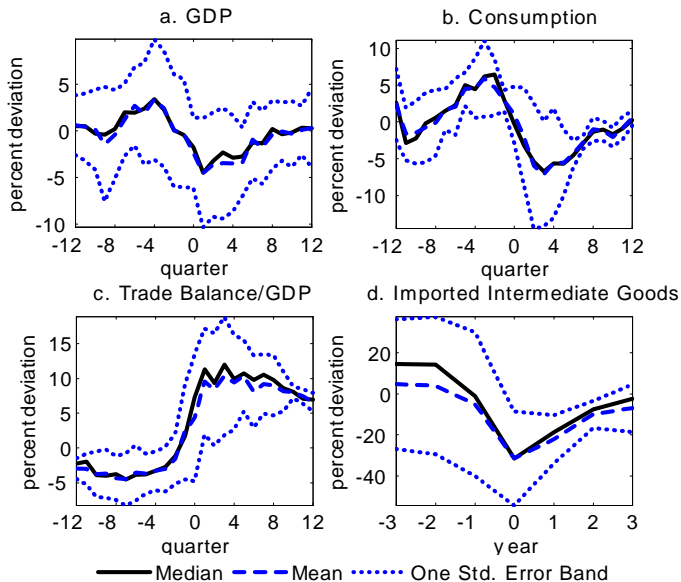 a. GDP
percent deviation
5
0
-5
-10
-12 -8 -4 0 4 8 12
quarter
b. Consumption
percent deviation
10
5
0
-5
-10
-12 -8 -4 0 4 8 12
quarter
c. Trade Balance/GDP
percent deviation
15
10
5
0
-5
-12 -8 -4 0 4 8 12
quarter
d. Imported Intermediate Goods
percent deviation
20
0
-20
-40
-3 -2 -1 0 1 2 3
year
Median Mean One Std. Error Band